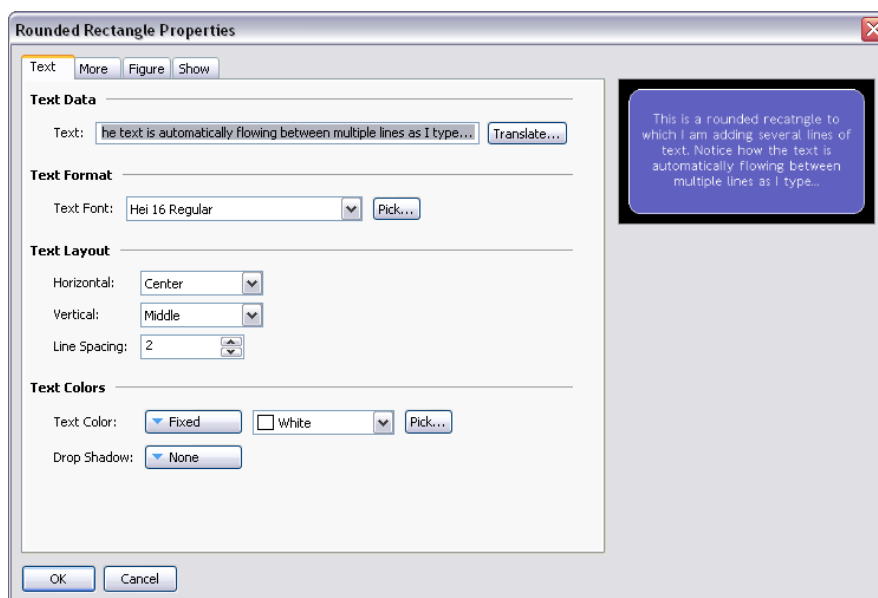 Rounded Rectangle Properties
Text More Figure Show
Text Data
Text: he text is automatically flowing between multiple lines as I type... Translate...
Text Format
Text Font: Hei 16 Regular Pick...
Text Layout
Horizontal: Center
Vertical: Middle
Line Spacing: 2
Text Colors
Text Color: Fixed White Pick...
Drop Shadow: None
OK Cancel
This is a rounded recatngle to
which I am adding several lines of
text. Notice how the text is
automatically flowing between
multiple lines as I type...